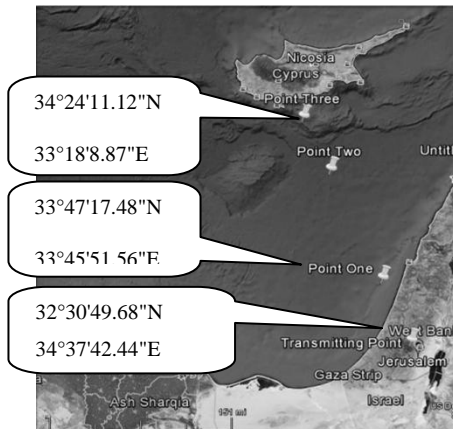 Nicosia
Cyprus
34°24'11.12"N
33°18'8.87"E
Point Three
Point Two
Untitl
33°47'17.48"N
33°45'51.56"E
Point One
32°30'49.68"N
34°37'42.44"E
West Bank
Transmitting Point
Jerusalem
Gaza Strip
Israel
Ash Sharqia
151 mi